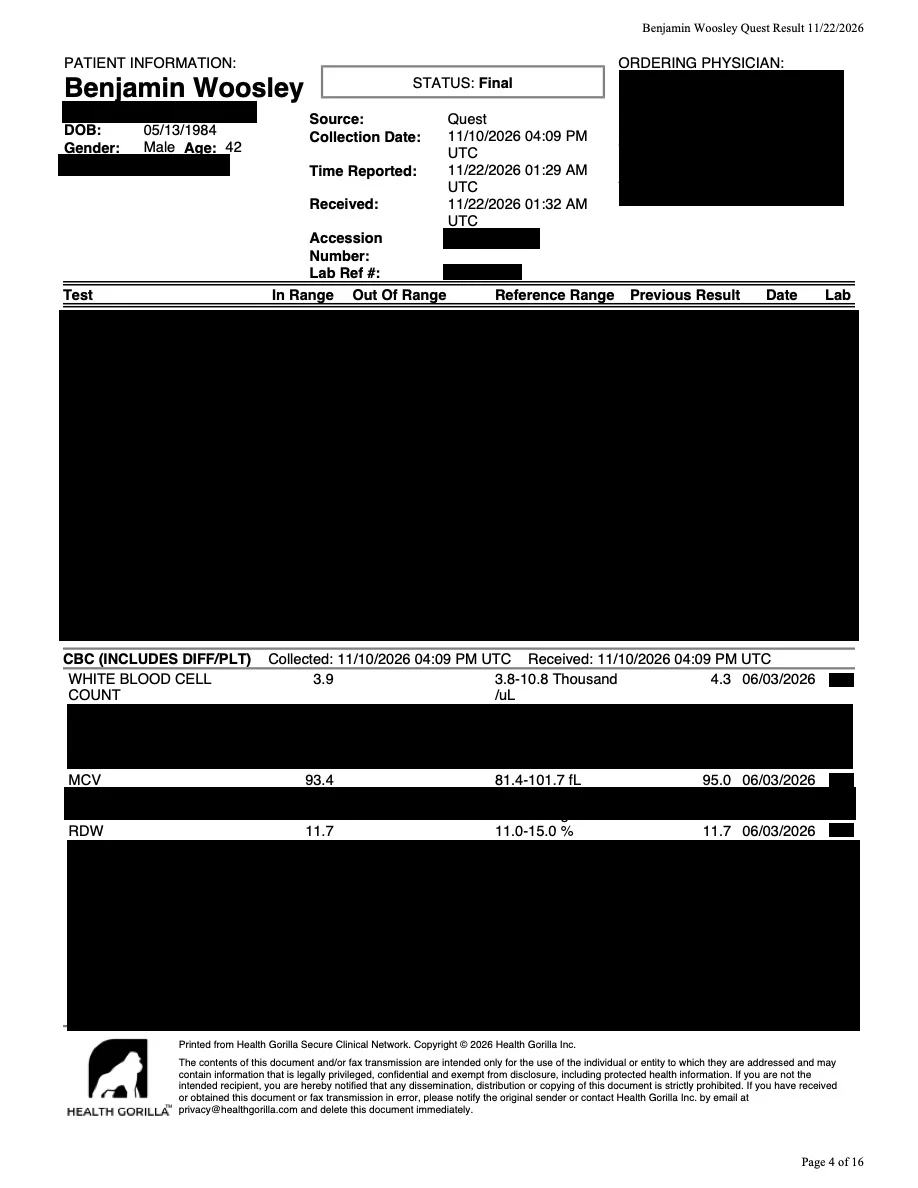 Benjamin Woosley Quest Result 11/22/2026
PATIENT INFORMATION:
Benjamin Woosley
DOB: 05/13/1984
Gender: Male Age: 42
STATUS: Final
Source: Quest
Collection Date: 11/10/2026 04:09 PM
UTC
Time Reported: 11/22/2026 01:29 AM
UTC
Received: 11/22/2026 01:32 AM
UTC
Accession
Number:
Lab Ref #:
ORDERING PHYSICIAN:
Test In Range Out Of Range Reference Range Previous Result Date Lab
CBC (INCLUDES DIFF/PLT) Collected: 11/10/2026 04:09 PM UTC Received: 11/10/2026 04:09 PM UTC
WHITE BLOOD CELL 3.9 3.8-10.8 Thousand 4.3 06/03/2026
COUNT /uL
MCV 93.4 81.4-101.7 fL 95.0 06/03/2026
RDW 11.7 11.0-15.0 % 11.7 06/03/2026
HEALTH GORILLA™
Printed from Health Gorilla Secure Clinical Network. Copyright © 2026 Health Gorilla Inc.
The contents of this document and/or fax transmission are intended only for the use of the individual or entity to which they are addressed and may
contain information that is legally privileged, confidential and exempt from disclosure, including protected health information. If you are not the
intended recipient, you are hereby notified that any dissemination, distribution or copying of this document is strictly prohibited. If you have received
or obtained this document or fax transmission in error, please notify the original sender or contact Health Gorilla Inc. by email at
privacy@healthgorilla.com and delete this document immediately.
Page 4 of 16